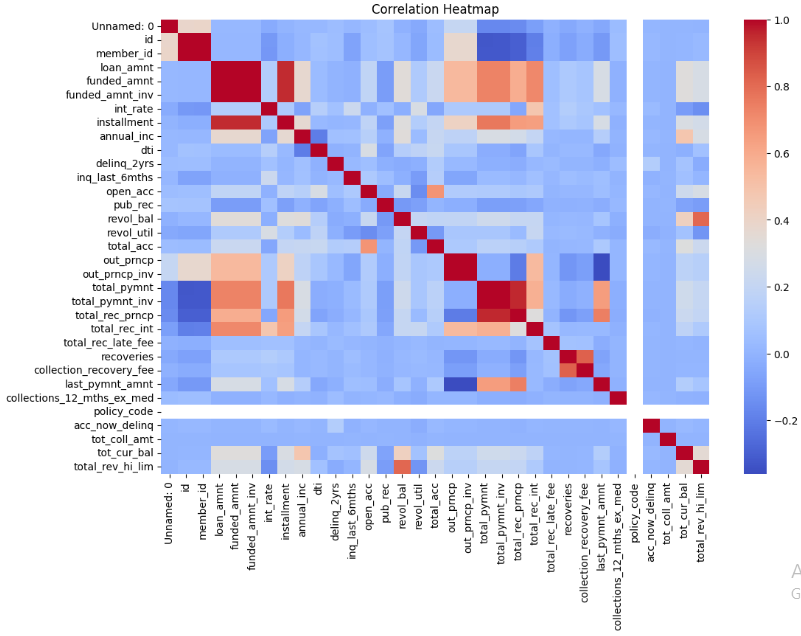 Correlation Heatmap
Unnamed: 0
id
member_id
loan_amnt
funded_amnt
funded_amnt_inv
int_rate
installment
annual_inc
dti
delinq_2yrs
inq_last_6mths
open_acc
pub_rec
revol_bal
revol_util
total_acc
out_prncp
out_prncp_inv
total_pymnt
total_pymnt_inv
total_rec_prncp
total_rec_int
total_rec_late_fee
recoveries
collection_recovery_fee
last_pymnt_amnt
collections_12_mths_ex_med
policy_code
acc_now_delinq
tot_coll_amt
tot_cur_bal
total_rev_hi_lim
Unnamed: 0
id
member_id
loan_amnt
funded_amnt
funded_amnt_inv
int_rate
installment
annual_inc
dti
delinq_2yrs
inq_last_6mths
open_acc
pub_rec
revol_bal
revol_util
total_acc
out_prncp
out_prncp_inv
total_pymnt
total_pymnt_inv
total_rec_prncp
total_rec_int
total_rec_late_fee
recoveries
collection_recovery_fee
last_pymnt_amnt
collections_12_mths_ex_med
policy_code
acc_now_delinq
tot_coll_amt
tot_cur_bal
total_rev_hi_lim
1.0
0.8
0.6
0.4
0.2
0.0
−0.2
A
G